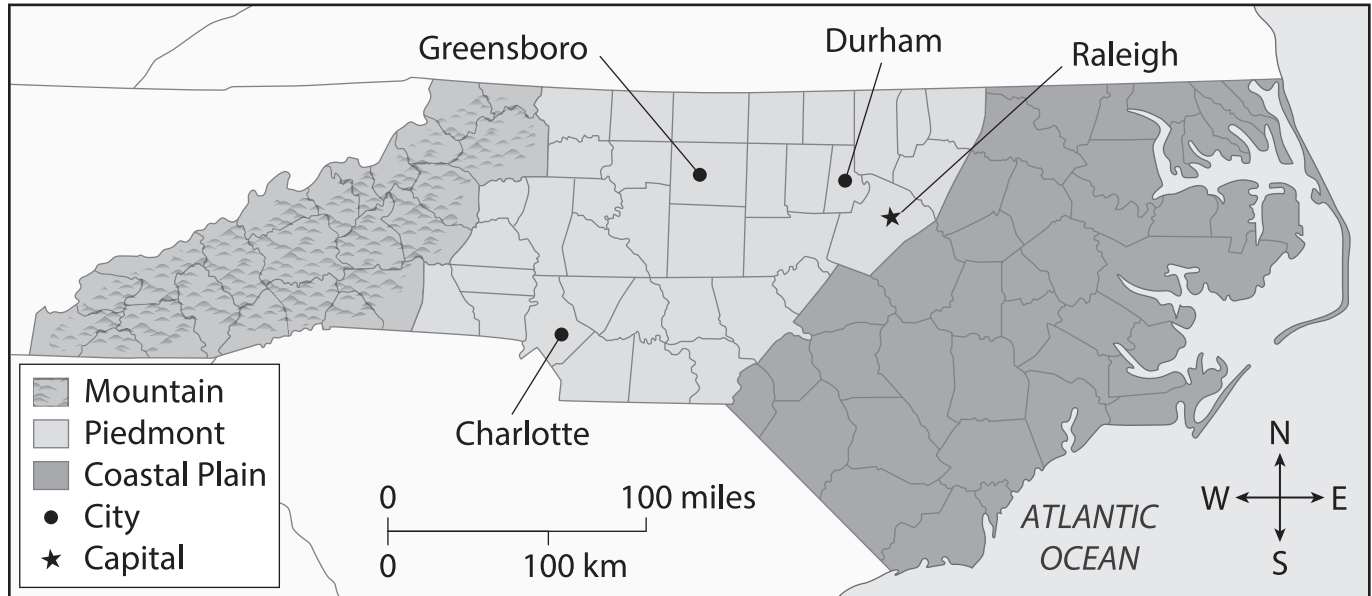 Greensboro
Durham
Raleigh
Charlotte
Mountain
Piedmont
Coastal Plain
City
Capital
0 100 miles
0 100 km
ATLANTIC
OCEAN
N
W E
S